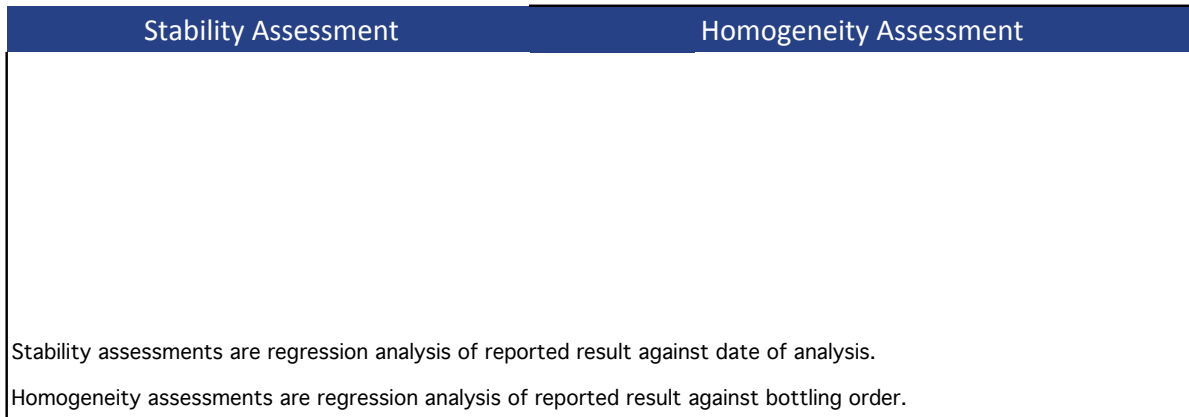 Stability Assessment
Homogeneity Assessment
Stability assessments are regression analysis of reported result against date of analysis.
Homogeneity assessments are regression analysis of reported result against bottling order.